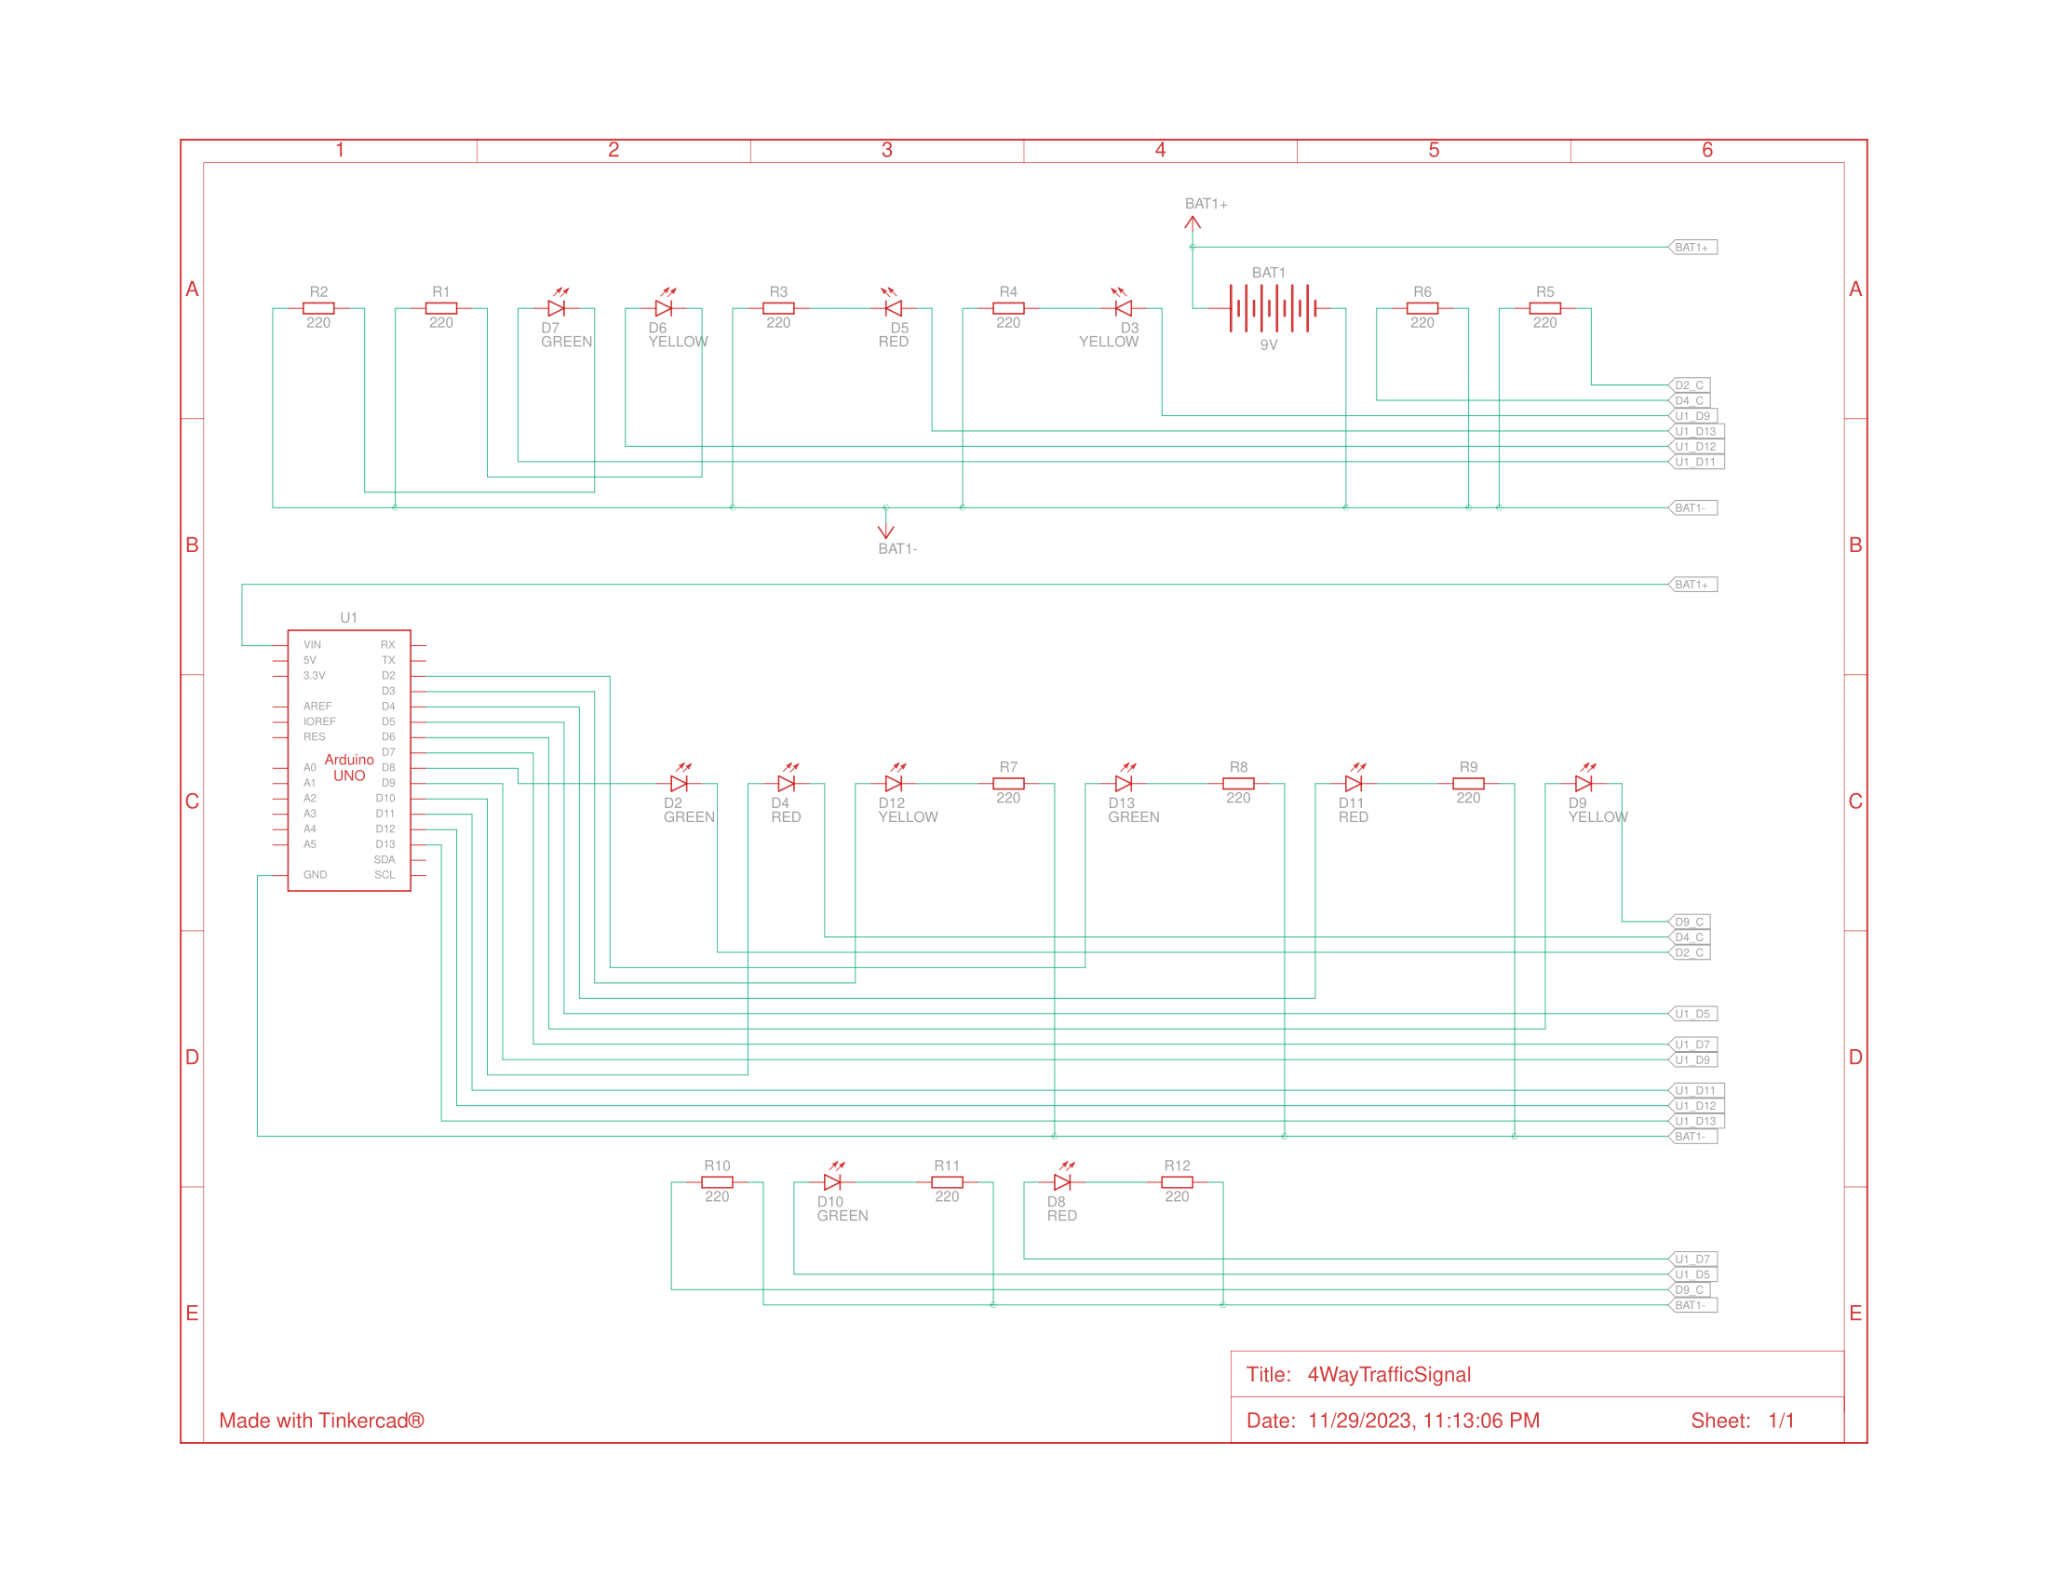 1 2 3 4 5 6
BAT1+
BAT1+
A R2 R1 R3 R4 BAT1 R6 R5 A
220 220 D7 D6 220 D5 220 D3 9V 220 220
GREEN YELLOW RED YELLOW
D2_C
D4_C
U1_D9
U1_D13
U1_D12
U1_D11
BAT1-
B BAT1- B
BAT1+
U1
VIN RX
5V TX
3.3V D2
D3
AREF D4
IOREF D5
RES D6
D7
Arduino
UNO
A0 D8
A1 D9
A2 D10
A3 D11
A4 D12
A5 D13
SDA
GND SCL
R7 R8 R9
C D2 D4 D12 220 D13 220 D11 220 D9 C
GREEN RED YELLOW GREEN RED YELLOW
D9_C
D4_C
D2_C
U1_D5
U1_D7
D D
U1_D9
U1_D11
U1_D12
U1_D13
BAT1-
R10 R11 R12
220 D10 220 D8 220
GREEN RED
U1_D7
U1_D5
D9_C
BAT1-
E E
Title: 4WayTrafficSignal
Made with Tinkercad® Date: 11/29/2023, 11:13:06 PM Sheet: 1/1